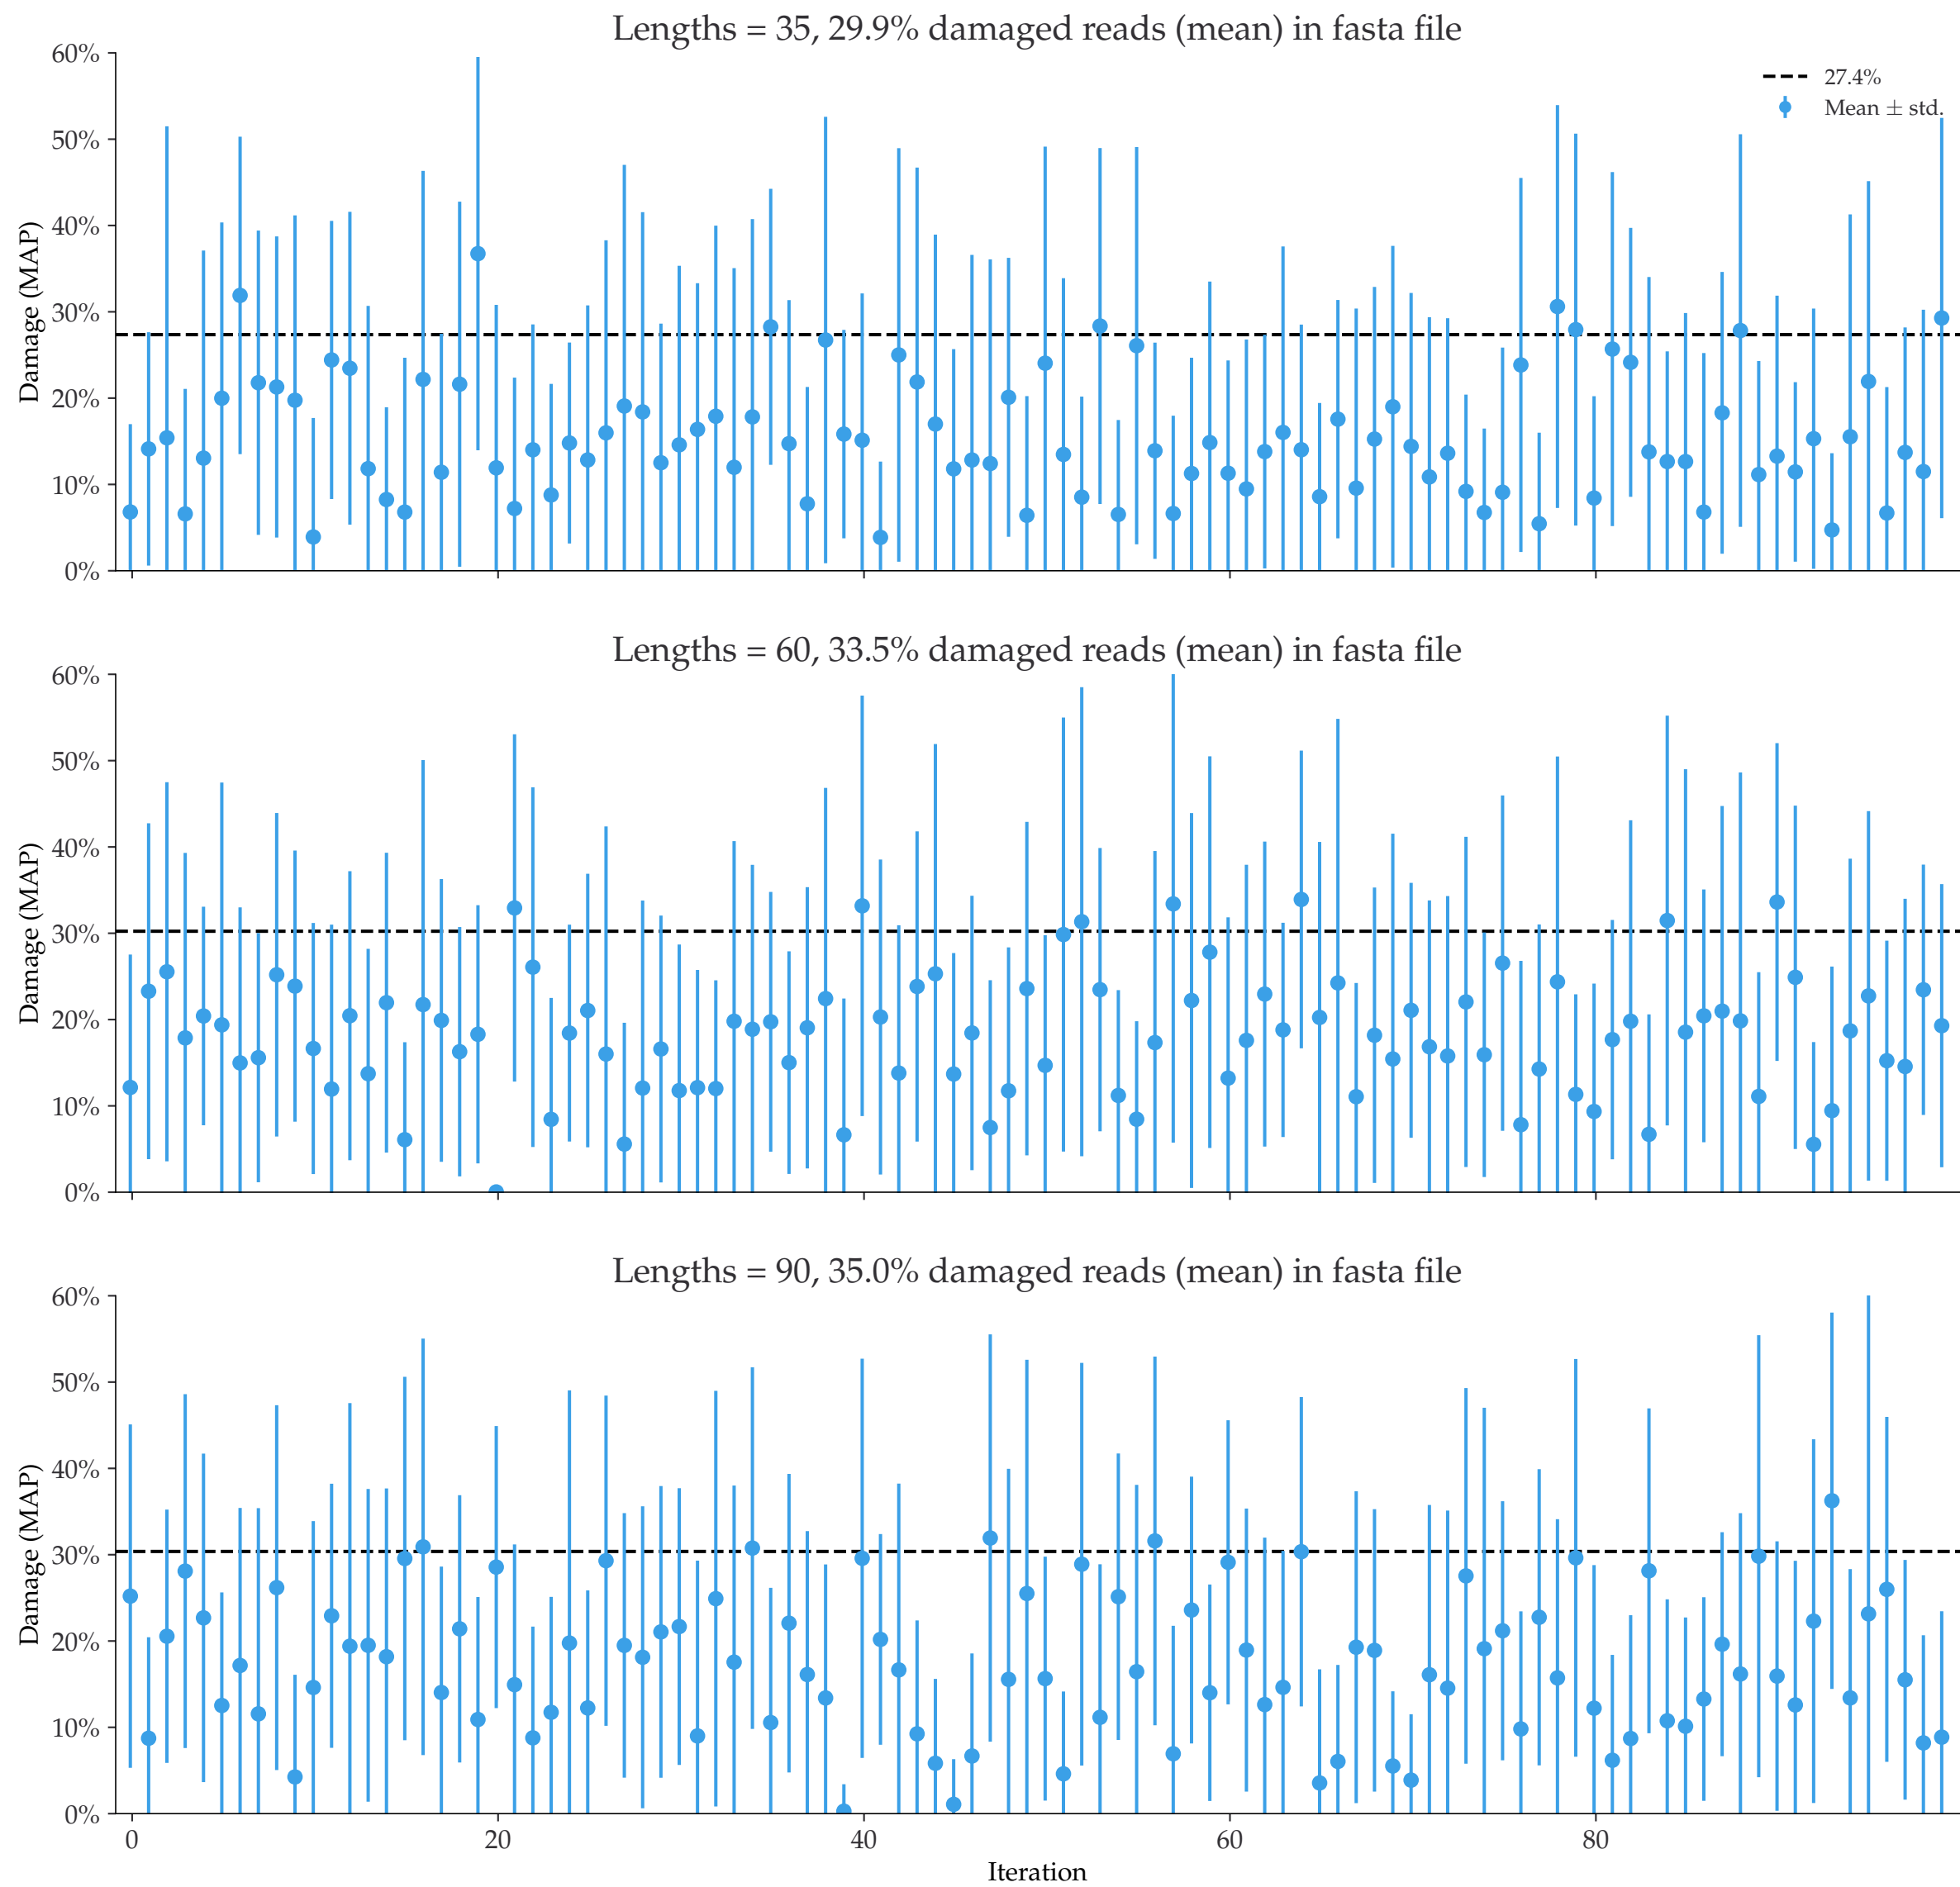 Lengths = 35, 29.9% damaged reads (mean) in fasta file
60%
50%
40%
30%
20%
10%
0%
Damage (MAP)
27.4%
Mean ± std.
Lengths = 60, 33.5% damaged reads (mean) in fasta file
60%
50%
40%
30%
20%
10%
0%
Damage (MAP)
Lengths = 90, 35.0% damaged reads (mean) in fasta file
60%
50%
40%
30%
20%
10%
0%
Damage (MAP)
0 20 40 60 80
Iteration